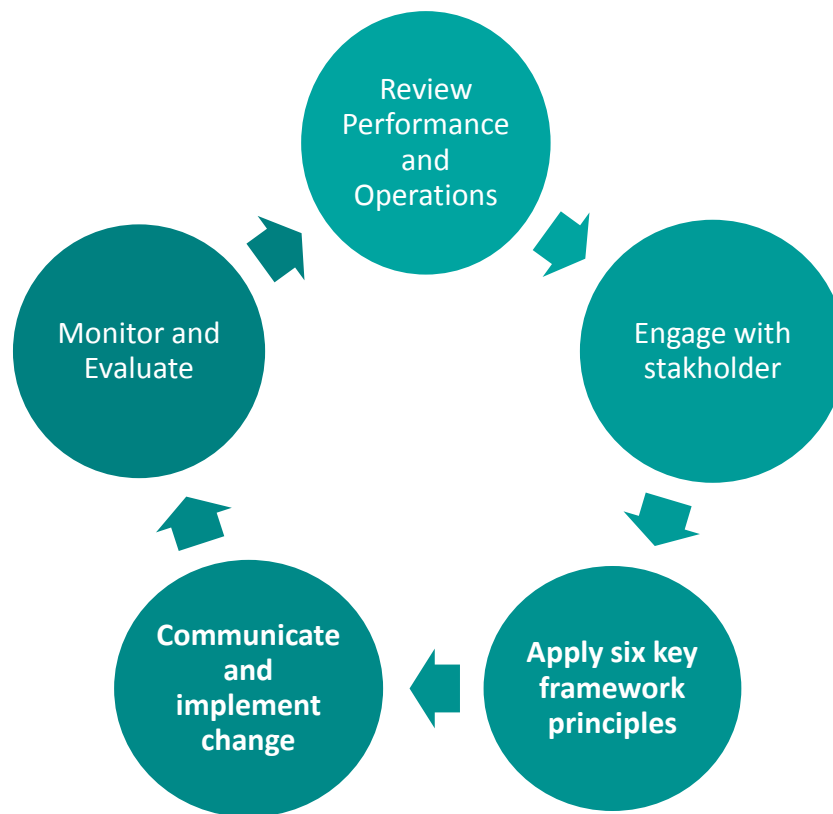 Review
Performance
and
Operations
Engage with
stakholder
Apply six key
framework
principles
Communicate
and
implement
change
Monitor and
Evaluate